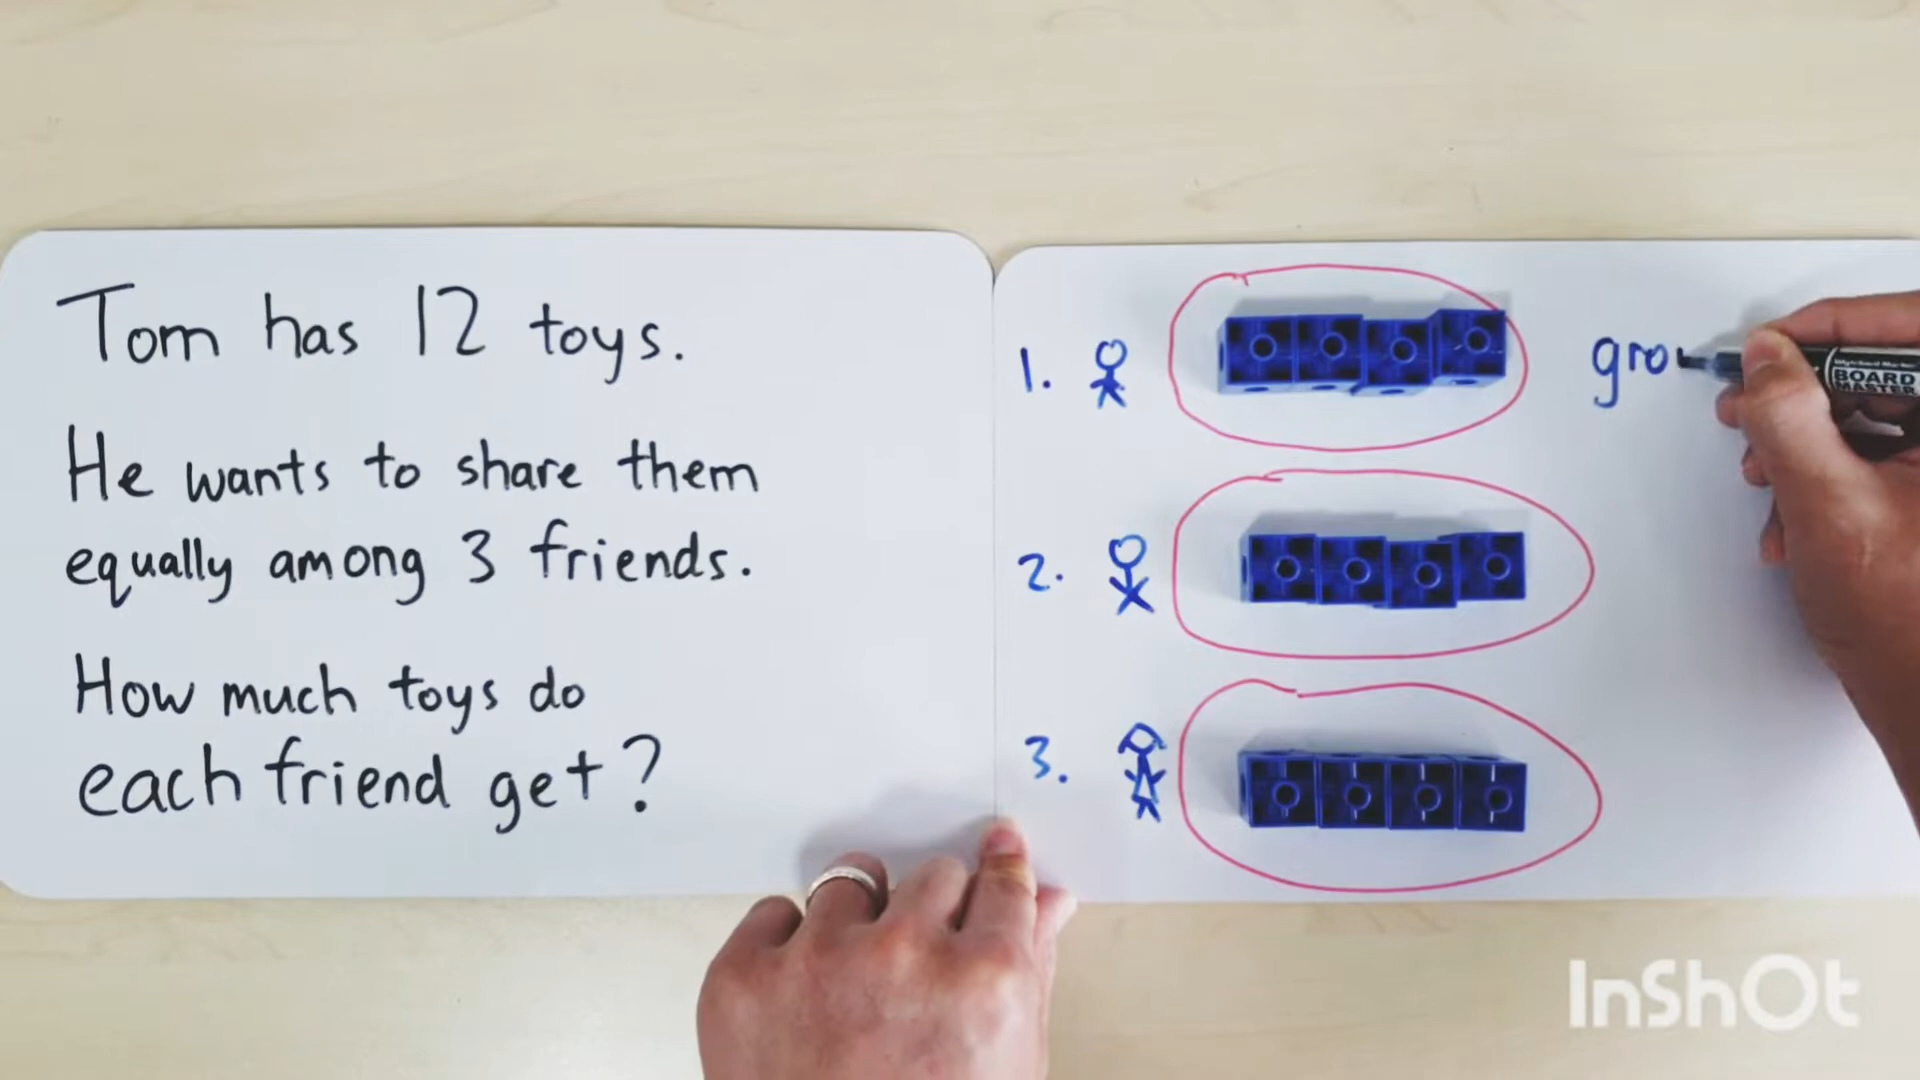 Tom has 12 toys.
He wants to share them
equally among 3 friends.
How much toys do
each friend get?
1.
gro
2.
3.
BOARD
MASTER
InShOt